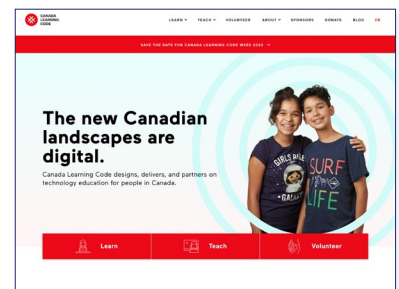 CANADA
LEARNING
CODE
LEARN TEACH VOLUNTEER ABOUT SPONSORS DONATE BLOG FR
SAVE THE DATE FOR CANADA LEARNING CODE WEEK 2022 →
The new Canadian
landscapes are
digital.
Canada Learning Code designs, delivers, and partners on
technology education for people in Canada.
GIRLS
SURF
LIFE
Learn Teach Volunteer